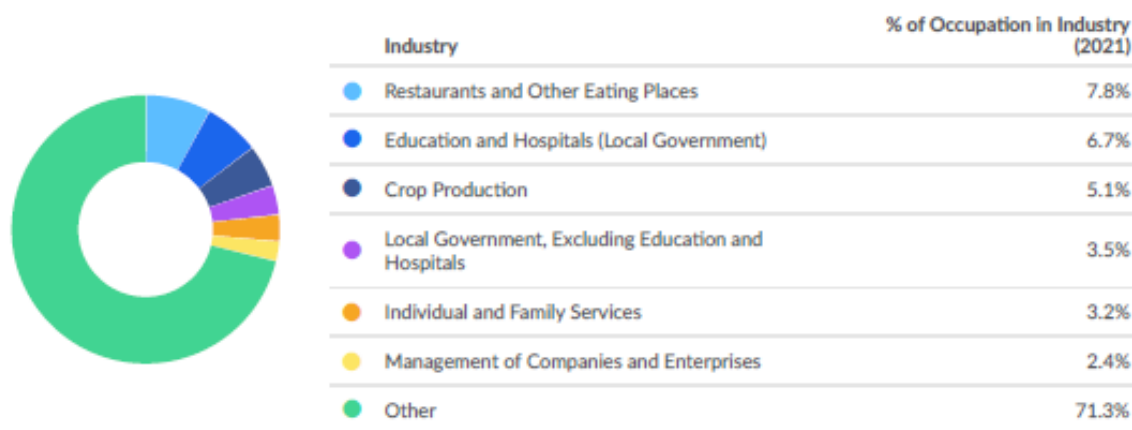 % of Occupation in Industry
Industry (2021)
Restaurants and Other Eating Places 7.8%
Education and Hospitals (Local Government) 6.7%
Crop Production 5.1%
Local Government, Excluding Education and
Hospitals 3.5%
Individual and Family Services 3.2%
Management of Companies and Enterprises 2.4%
Other 71.3%